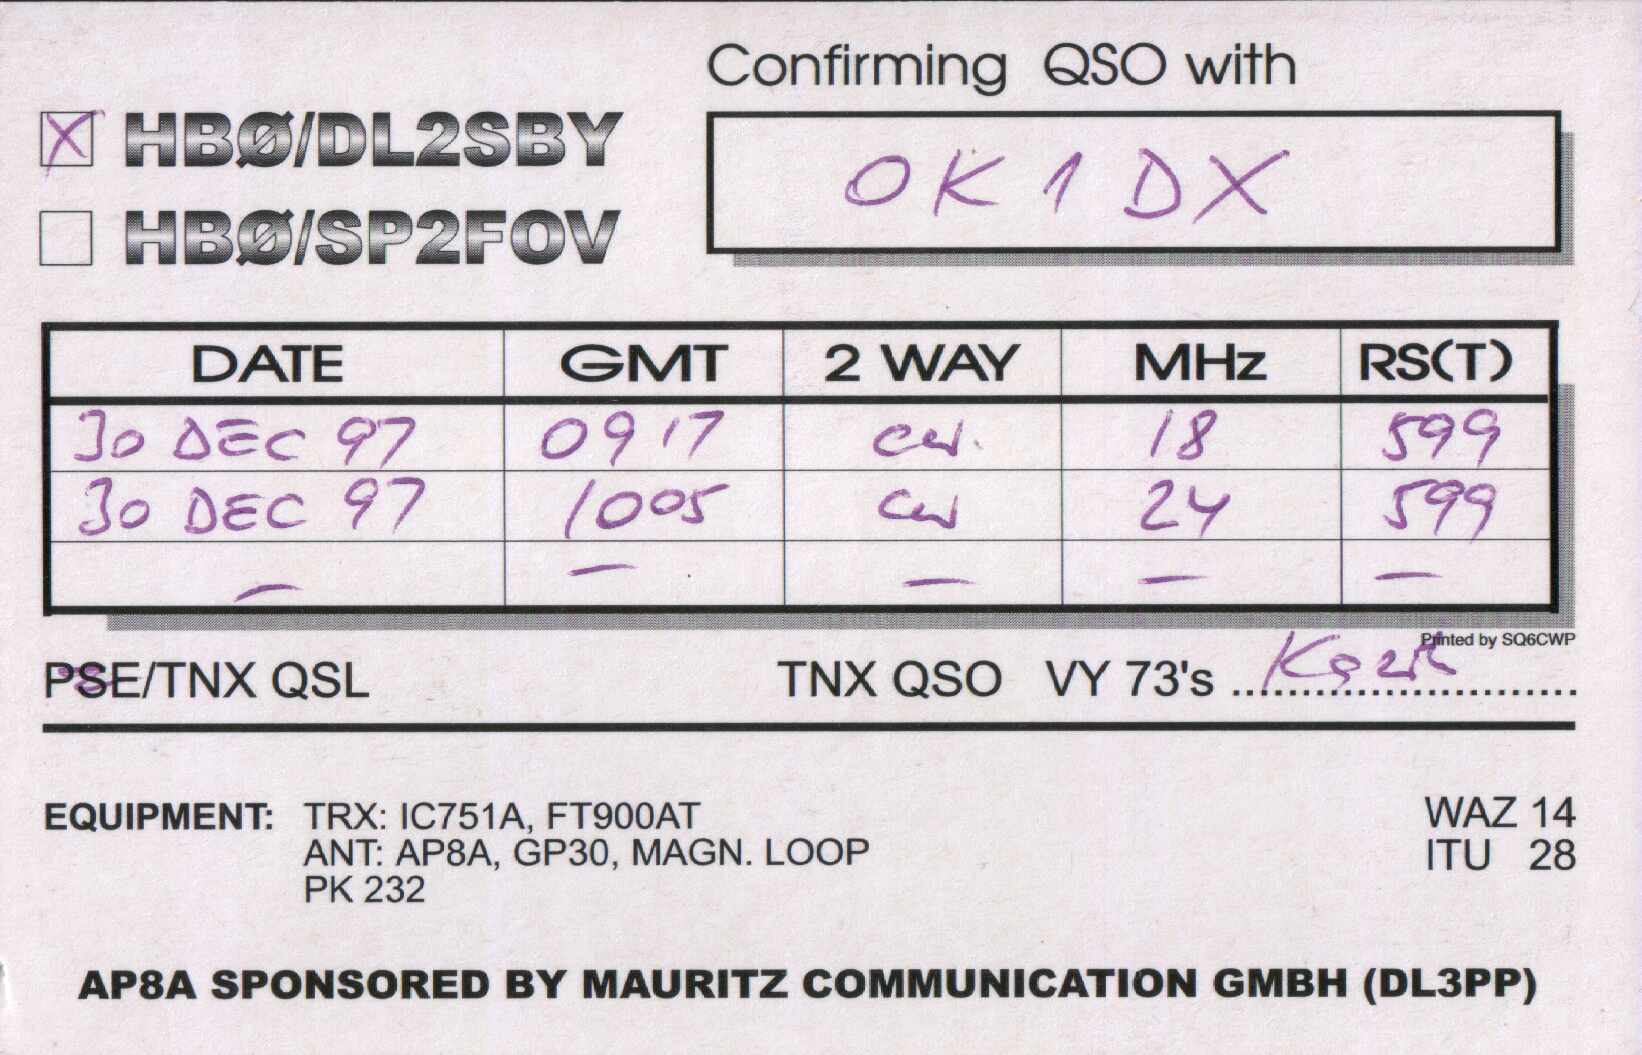 Confirming QSO with
X HBØ/DL2SBY
OK1DX
HBØ/SP2FOV
DATE GMT 2 WAY MHz RS(T)
30 DEC 97 0917 CW. 18 599
30 DEC 97 1005 CW 24 599
— — — — —
Printed by SQ6CWP
PSE/TNX QSL TNX QSO VY 73's
EQUIPMENT: TRX: IC751A, FT900AT WAZ 14
ANT: AP8A, GP30, MAGN. LOOP ITU 28
PK 232
AP8A SPONSORED BY MAURITZ COMMUNICATION GMBH (DL3PP)